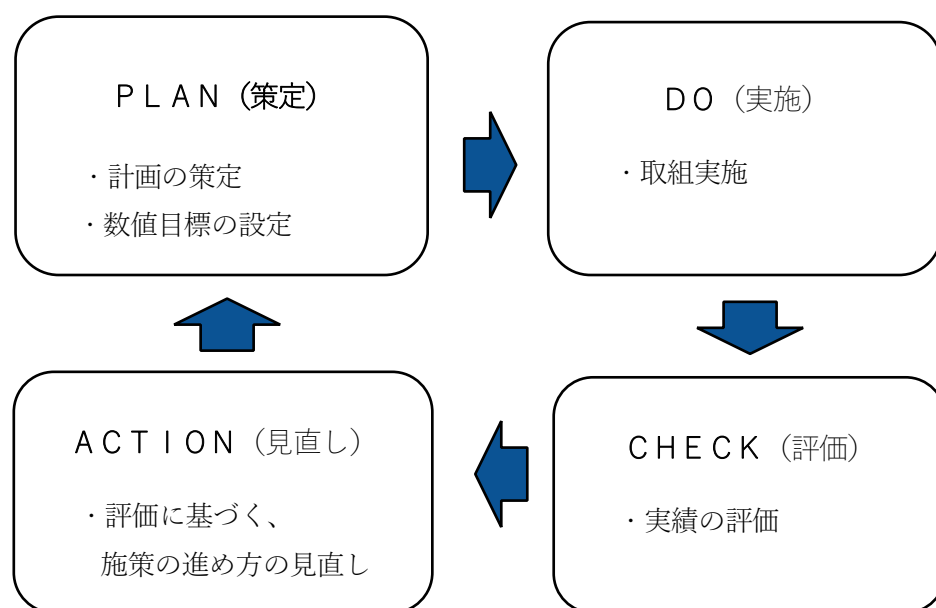 PLAN（策定）
・計画の策定
・数値目標の設定
DO（実施）
・取組実施
ACTION（見直し）
・評価に基づく、
施策の進め方の見直し
CHECK（評価）
・実績の評価